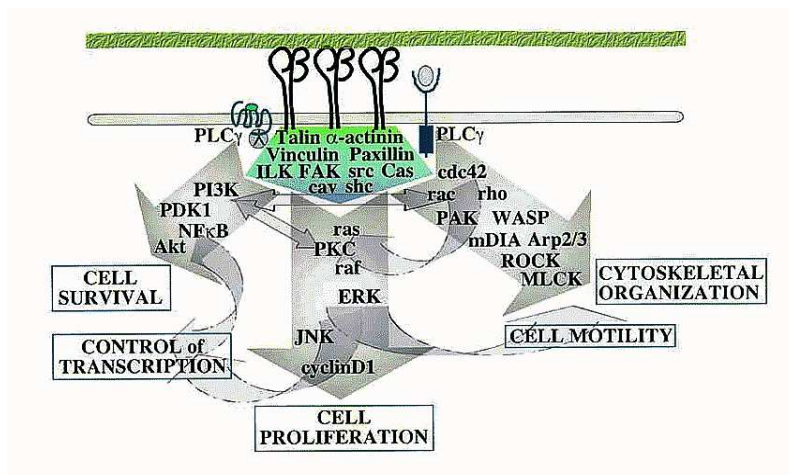 PLCγ
PLCγ
Talin α-actinin
Vinculin Paxillin
ILK FAK src Cas
cav shc
cdc42
rac rho
PAK WASP
mDIA Arp2/3
ROCK
MLCK
PI3K
PDK1
NFκB
Akt
ras
PKC
raf
ERK
JNK
cyclinD1
CELL
SURVIVAL
CONTROL of
TRANSCRIPTION
CELL
PROLIFERATION
CELL MOTILITY
CYTOSKELETAL
ORGANIZATION